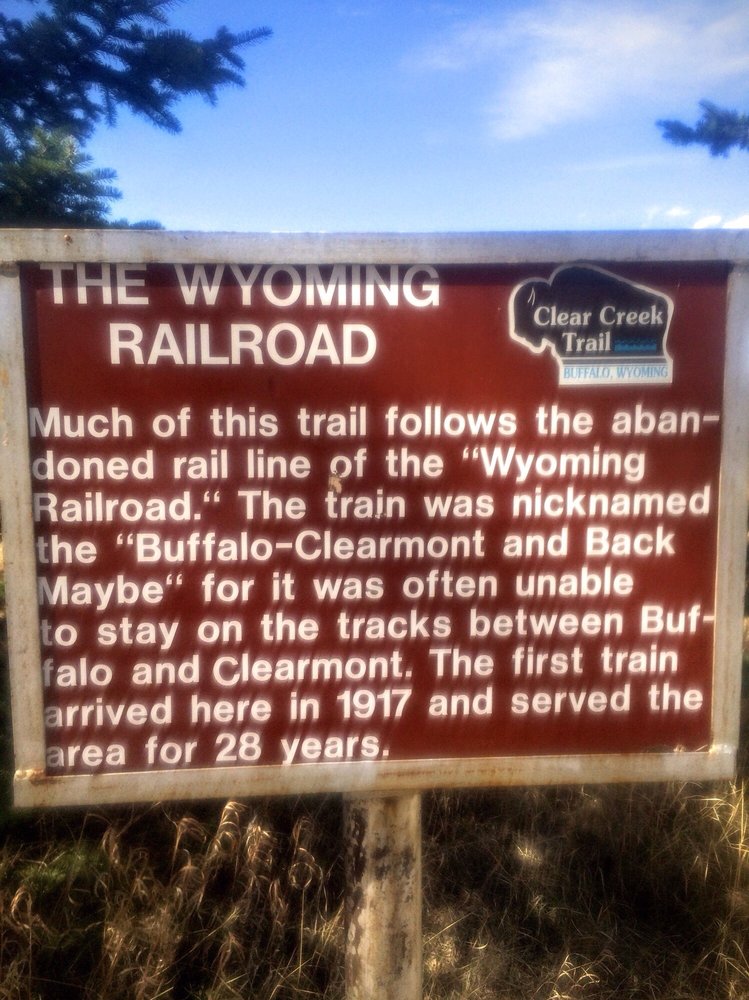 THE WYOMING
RAILROAD
Clear Creek
Trail
BUFFALO, WYOMING
Much of this trail follows the aban-
doned rail line of the “Wyoming
Railroad.“ The train was nicknamed
the “Buffalo-Clearmont and Back
Maybe“ for it was often unable
to stay on the tracks between Buf-
falo and Clearmont. The first train
arrived here in 1917 and served the
area for 28 years.